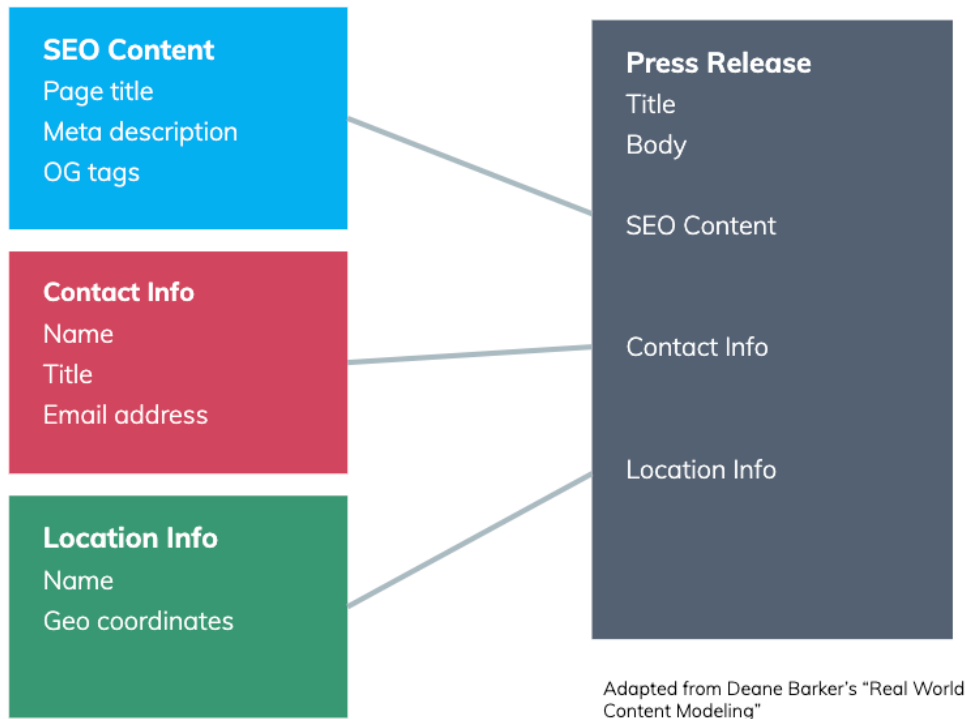 SEO Content
Page title
Meta description
OG tags
Contact Info
Name
Title
Email address
Location Info
Name
Geo coordinates
Press Release
Title
Body
SEO Content
Contact Info
Location Info
Adapted from Deane Barker’s “Real World
Content Modeling”